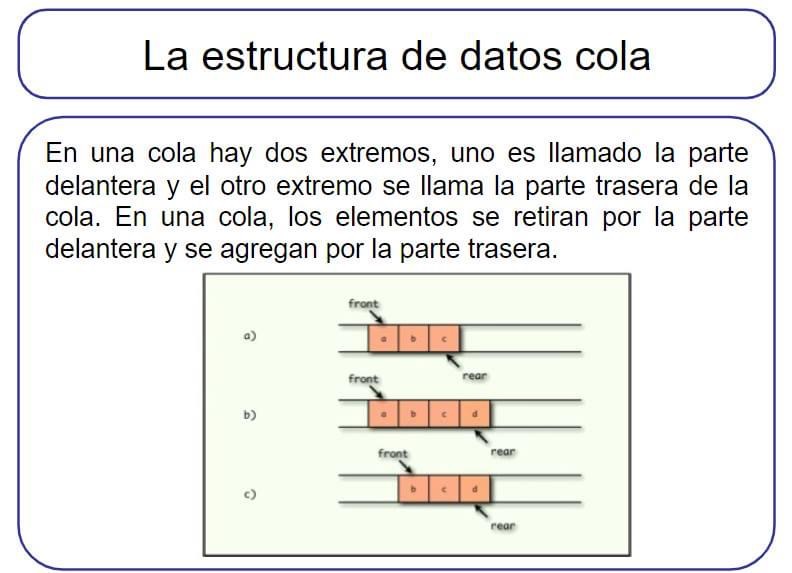 La estructura de datos cola
En una cola hay dos extremos, uno es llamado la parte
delantera y el otro extremo se llama la parte trasera de la
cola. En una cola, los elementos se retiran por la parte
delantera y se agregan por la parte trasera.
front
a)
a b c
rear
front
b)
a b c d
rear
front
c)
b c d
rear